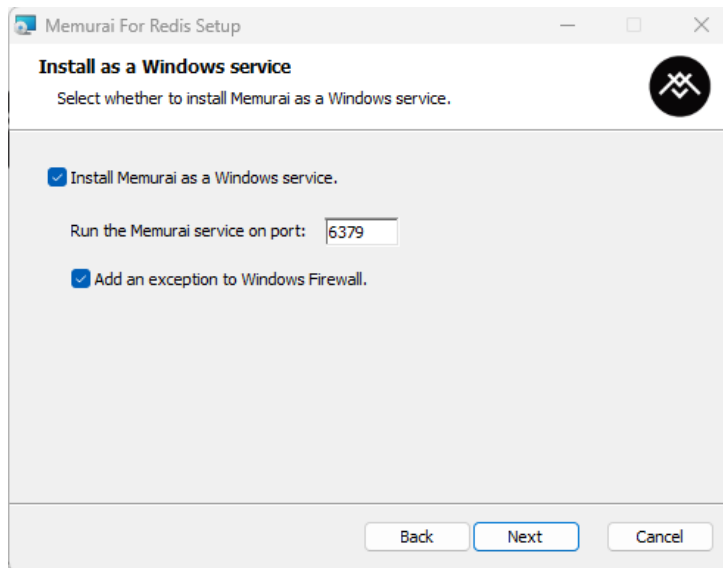 Memurai For Redis Setup
Install as a Windows service
Select whether to install Memurai as a Windows service.
Install Memurai as a Windows service.
Run the Memurai service on port: 6379
Add an exception to Windows Firewall.
Back Next Cancel